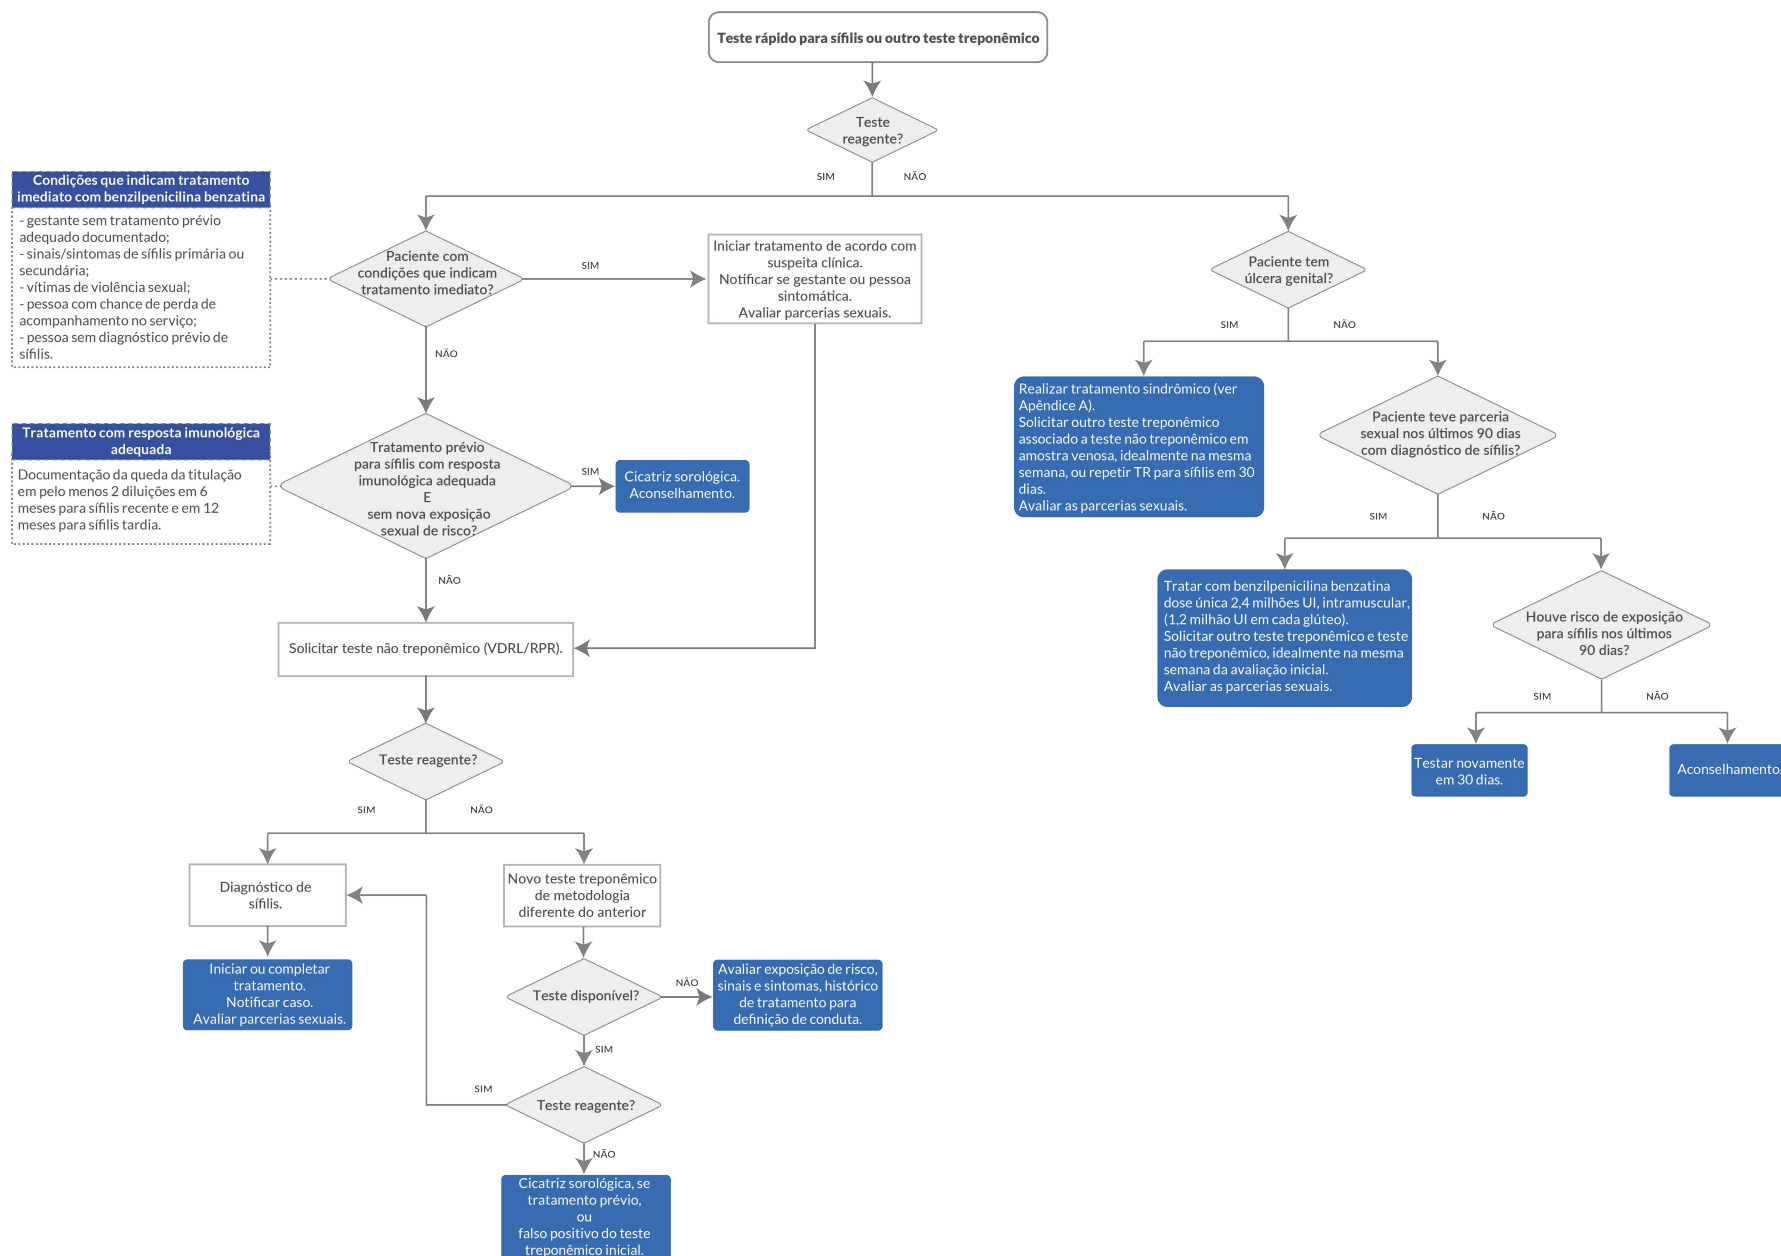 Teste rápido para sífilis ou outro teste treponêmico
Teste
reagente?
SIM
NÃO
Condições que indicam tratamento
imediato com benzilpenicilina benzatina
- gestante sem tratamento prévio
adequado documentado;
- sinais/sintomas de sífilis primária ou
secundária;
- vítimas de violência sexual;
- pessoa com chance de perda de
acompanhamento no serviço;
- pessoa sem diagnóstico prévio de
sífilis.
Paciente com
condições que indicam
tratamento imediato?
SIM
Iniciar tratamento de acordo com
suspeita clínica.
Notificar se gestante ou pessoa
sintomática.
Avaliar parcerias sexuais.
NÃO
Paciente tem
úlcera genital?
SIM
NÃO
Realizar tratamento sindrômico (ver
Apêndice A).
Solicitar outro teste treponêmico
associado a teste não treponêmico em
amostra venosa, idealmente na mesma
semana, ou repetir TR para sífilis em 30
dias.
Avaliar as parcerias sexuais.
Paciente teve parceria
sexual nos últimos 90 dias
com diagnóstico de sífilis?
SIM
NÃO
Tratamento com resposta imunológica
adequada
Documentação da queda da titulação
em pelo menos 2 diluições em 6
meses para sífilis recente e em 12
meses para sífilis tardia.
Tratamento prévio
para sífilis com resposta
imunológica adequada
E
sem nova exposição
sexual de risco?
SIM
Cicatriz sorológica.
Aconselhamento.
NÃO
Tratar com benzilpenicilina benzatina
dose única 2,4 milhões UI, intramuscular,
(1,2 milhão UI em cada glúteo).
Solicitar outro teste treponêmico e teste
não treponêmico, idealmente na mesma
semana da avaliação inicial.
Avaliar as parcerias sexuais.
Houve risco de exposição
para sífilis nos últimos
90 dias?
SIM
NÃO
Testar novamente
em 30 dias.
Aconselhamento.
Solicitar teste não treponêmico (VDRL/RPR).
Teste reagente?
SIM
NÃO
Diagnóstico de
sífilis.
Novo teste treponêmico
de metodologia
diferente do anterior
Iniciar ou completar
tratamento.
Notificar caso.
Avaliar parcerias sexuais.
Teste disponível?
NÃO
Avaliar exposição de risco,
sinais e sintomas, histórico
de tratamento para
definição de conduta.
SIM
Teste reagente?
SIM
NÃO
Cicatriz sorológica, se
tratamento prévio,
ou
falso positivo do teste
treponêmico inicial.